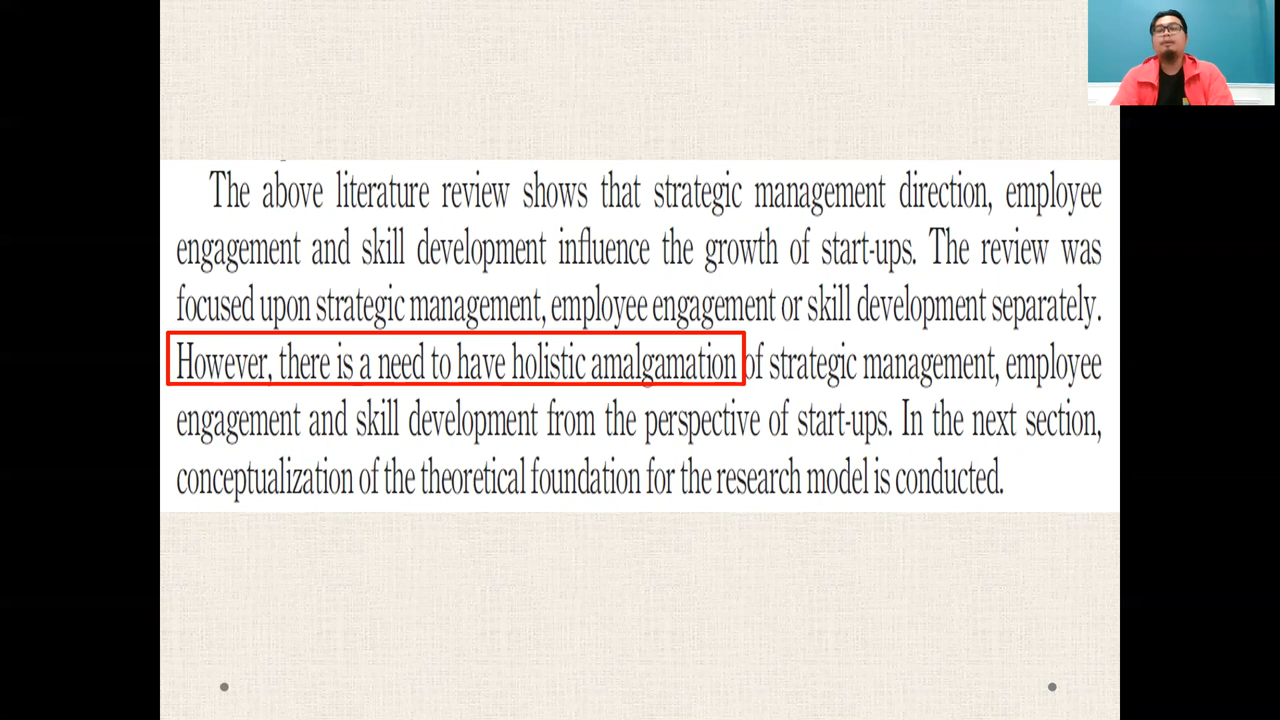 The above literature review shows that strategic management direction, employee
engagement and skill development influence the growth of start-ups. The review was
focused upon strategic management, employee engagement or skill development separately.
However, there is a need to have holistic amalgamation of strategic management, employee
engagement and skill development from the perspective of start-ups. In the next section,
conceptualization of the theoretical foundation for the research model is conducted.